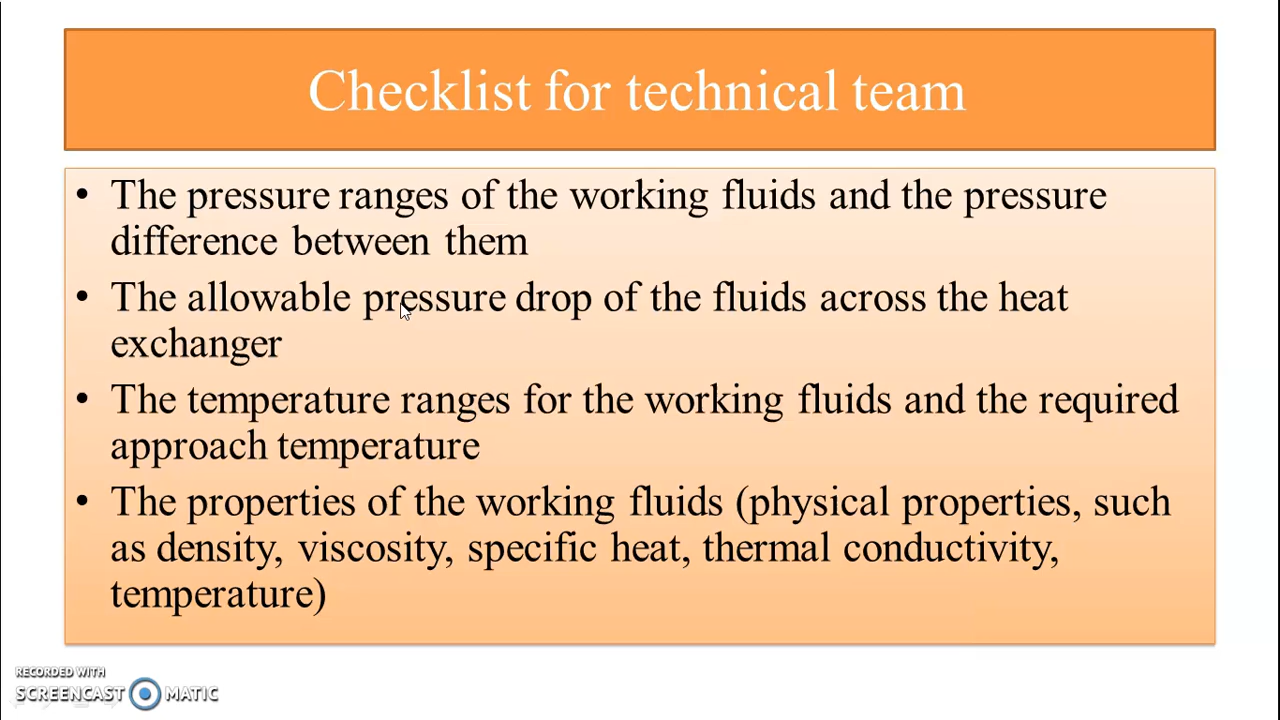 Checklist for technical team
• The pressure ranges of the working fluids and the pressure
difference between them
• The allowable pressure drop of the fluids across the heat
exchanger
• The temperature ranges for the working fluids and the required
approach temperature
• The properties of the working fluids (physical properties, such
as density, viscosity, specific heat, thermal conductivity,
temperature)
RECORDED WITH
SCREENCAST MATIC